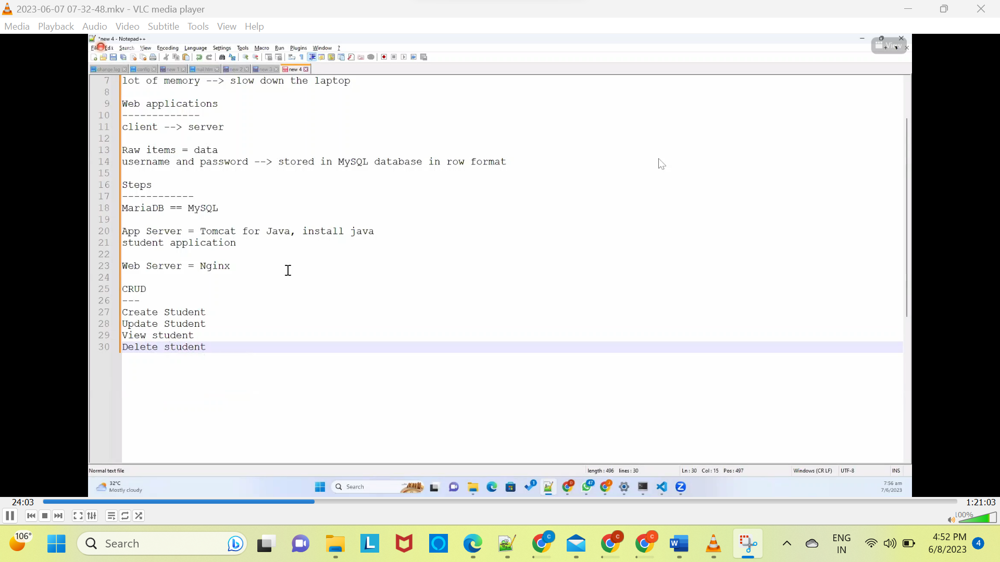 2023-06-07 07-32-48.mkv - VLC media player
Media Playback Audio Video Subtitle Tools View Help
*new 4 - Notepad++
File Edit Search View Encoding Language Settings Tools Macro Run Plugins Window ?
View
change.log config new 1 mail.htm new 2 new 3 new 4
7 lot of memory --> slow down the laptop
8
9 Web applications
10 -------------
11 client --> server
12
13 Raw items = data
14 username and password --> stored in MySQL database in row format
15
16 Steps
17 ------------
18 MariaDB == MySQL
19
20 App Server = Tomcat for Java, install java
21 student application
22
23 Web Server = Nginx
24
25 CRUD
26 ---
27 Create Student
28 Update Student
29 View student
30 Delete student
Normal text file length : 496 lines : 30 Ln : 30 Col : 15 Pos : 497 Windows (CR LF) UTF-8 INS
32°C
Mostly cloudy
Search
1
47
7:56 am
7/6/2023
24:03 1:21:03
100%
106°
Search
ENG
IN
4:52 PM
6/8/2023
4